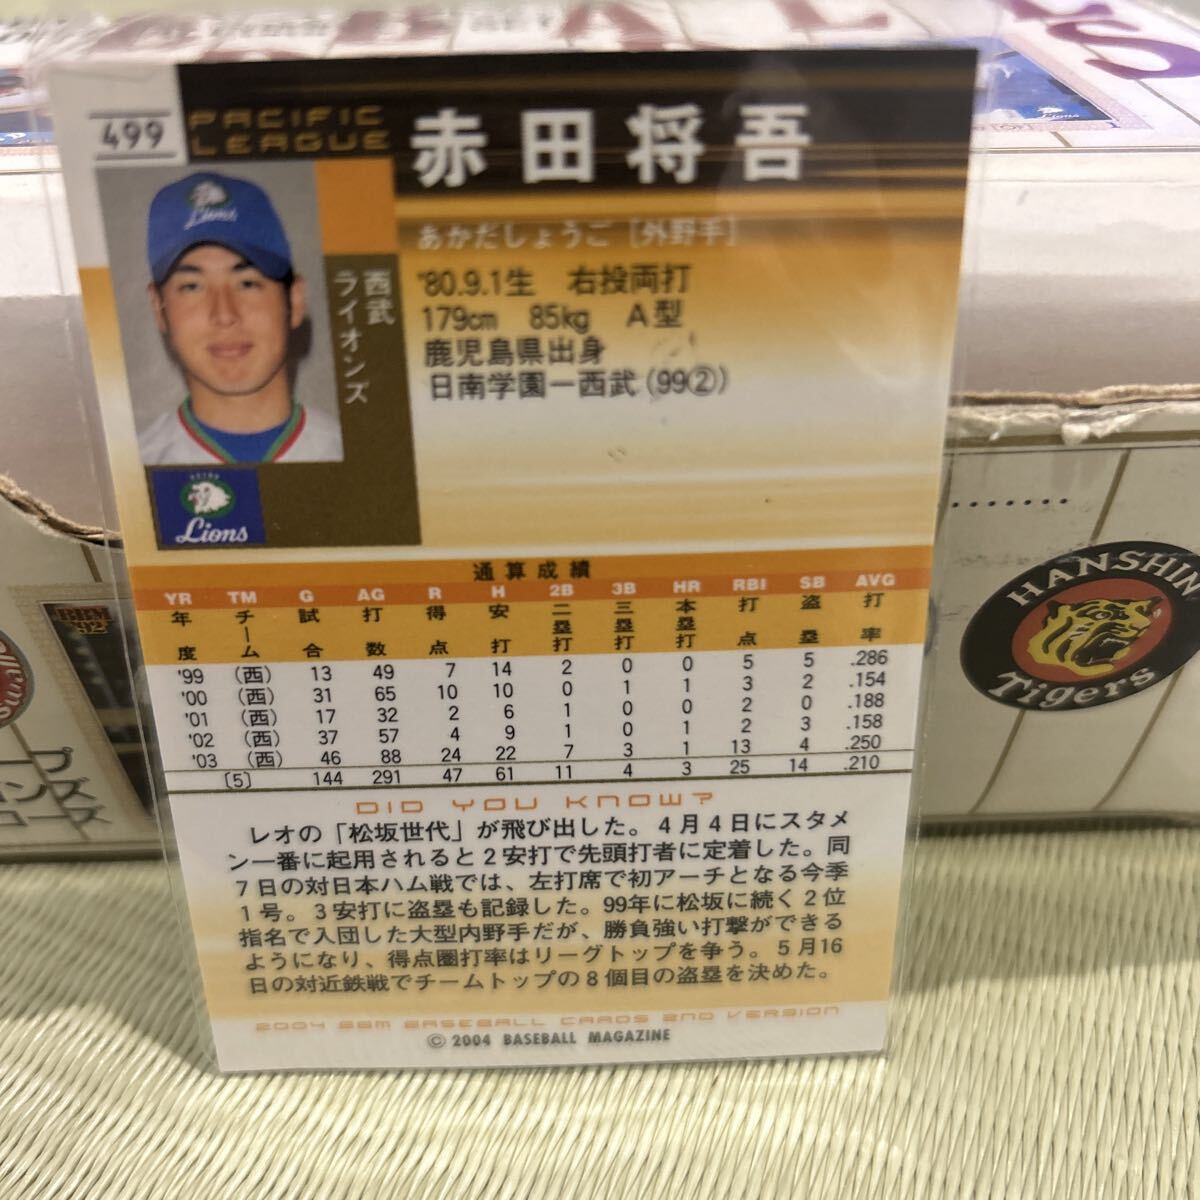 499
PACIFIC
LEAGUE
赤田将吾
あかだしょうご［外野手］
'80.9.1生 右投両打
179cm 85kg A型
鹿児島県出身
日南学園－西武(99②)
西武
ライオンズ
Lions
Lions
通算成績
YR TM G AG R H 2B 3B HR RBI SB AVG
年度 チーム 試合 打数 得点 安打 二塁打 三塁打 本塁打 打点 盗塁 打率
'99 (西) 13 49 7 14 2 0 0 5 5 .286
'00 (西) 31 65 10 10 0 1 1 3 2 .154
'01 (西) 17 32 2 6 1 0 0 2 0 .188
'02 (西) 37 57 4 9 1 0 1 2 3 .158
'03 (西) 46 88 24 22 7 3 1 13 4 .250
〔5〕 144 291 47 61 11 4 3 25 14 .210
DID YOU KNOW?
レオの「松坂世代」が飛び出した。4月4日にスタメ
ン一番に起用されると2安打で先頭打者に定着した。同
7日の対日本ハム戦では、左打席で初アーチとなる今季
1号。3安打に盗塁も記録した。99年に松坂に続く2位
指名で入団した大型内野手だが、勝負強い打撃ができる
ようになり、得点圏打率はリーグトップを争う。5月16
日の対近鉄戦でチームトップの8個目の盗塁を決めた。
2004 BBM BASEBALL CARDS 2ND VERSION
© 2004 BASEBALL MAGAZINE
HANSHIN
Tigers
BBM
'92